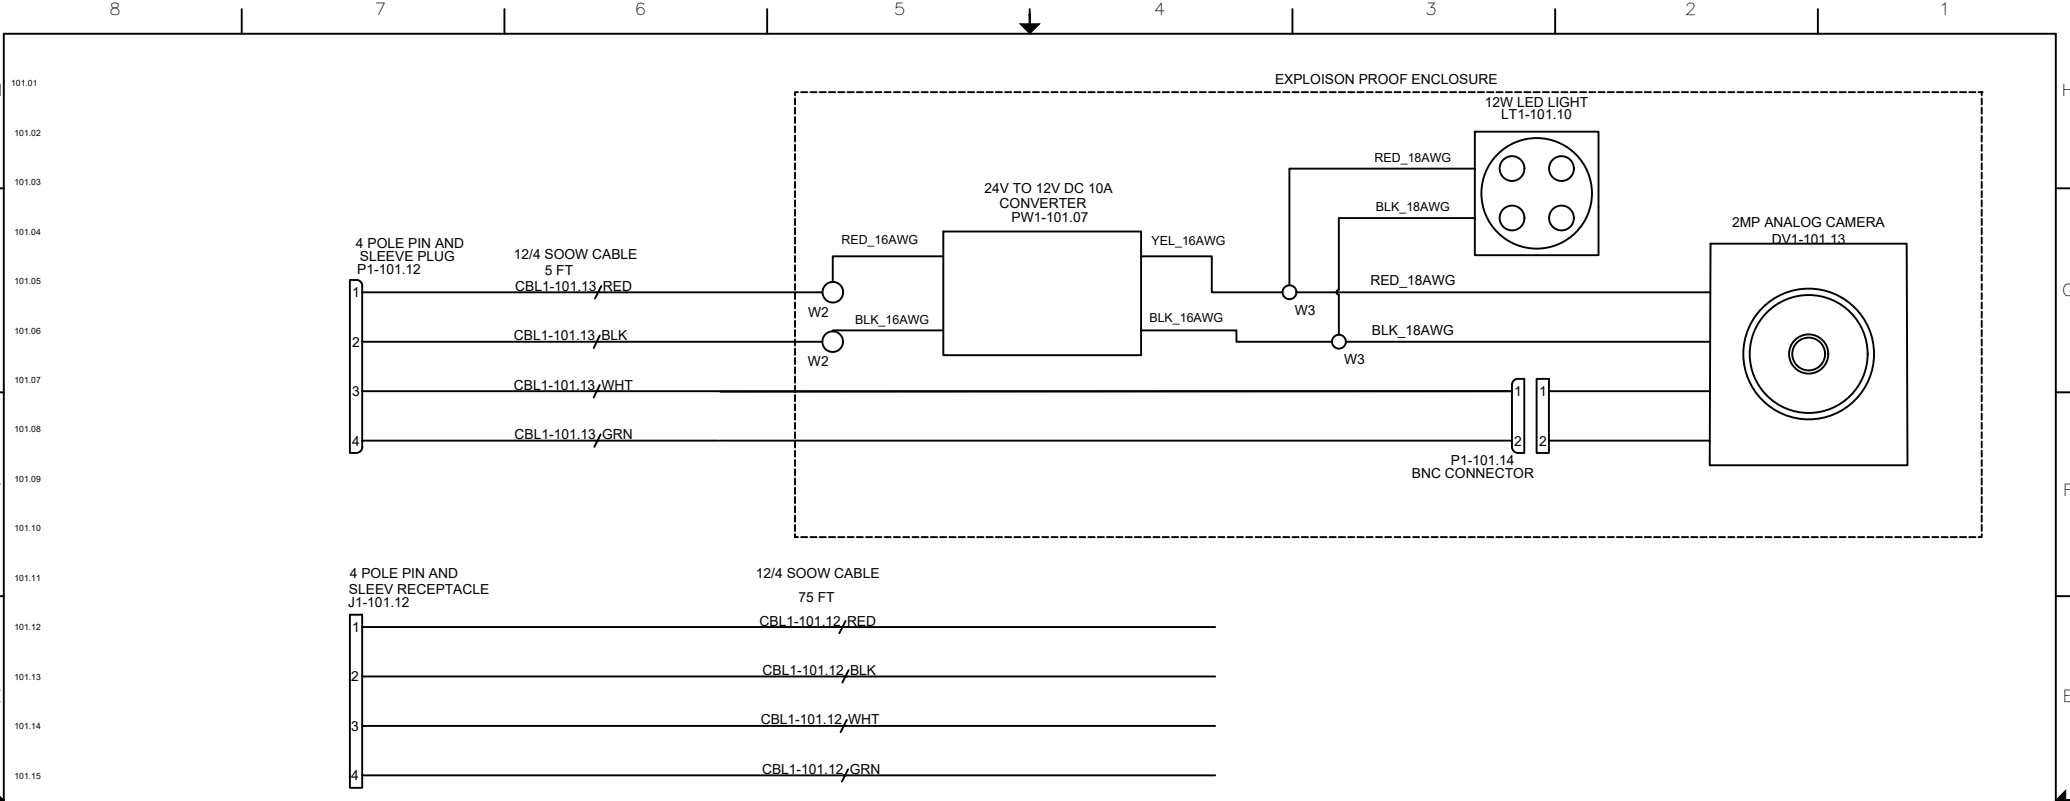 8 7 6 5 4 3 2 1
101.01
EXPLOISON PROOF ENCLOSURE
H
12W LED LIGHT
LT1-101.10
101.02
RED_18AWG
101.03
24V TO 12V DC 10A
CONVERTER
PW1-101.07
BLK_18AWG
101.04
2MP ANALOG CAMERA
DV1-101.13
4 POLE PIN AND
SLEEVE PLUG
P1-101.12
12/4 SOOW CABLE
5 FT
RED_16AWG
YEL_16AWG
101.05
1
CBL1-101.13/RED
W2
W3
RED_18AWG
G
101.06
2
CBL1-101.13/BLK
W2
BLK_16AWG
BLK_16AWG
W3
BLK_18AWG
101.07
3
CBL1-101.13/WHT
1 1
101.08
4
CBL1-101.13/GRN
2 2
P1-101.14
BNC CONNECTOR
101.09
F
101.10
101.11
4 POLE PIN AND
SLEEV RECEPTACLE
J1-101.12
12/4 SOOW CABLE
75 FT
101.12
1
CBL1-101.12/RED
101.13
2
CBL1-101.12/BLK
E
101.14
3
CBL1-101.12/WHT
101.15
4
CBL1-101.12/GRN